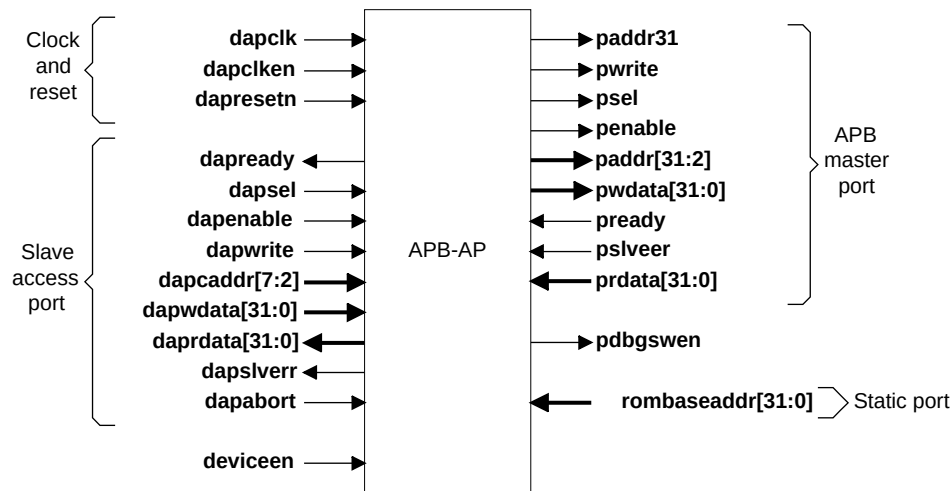 Clock
and
reset
dapclk
dapclken
dapresetn
Slave
access
port
dapready
dapsel
dapenable
dapwrite
dapcaddr[7:2]
dapwdata[31:0]
daprdata[31:0]
dapslverr
dapabort
deviceen
APB-AP
paddr31
pwrite
psel
penable
paddr[31:2]
pwdata[31:0]
pready
pslveer
prdata[31:0]
APB
master
port
pdbgswen
rombaseaddr[31:0]
Static port